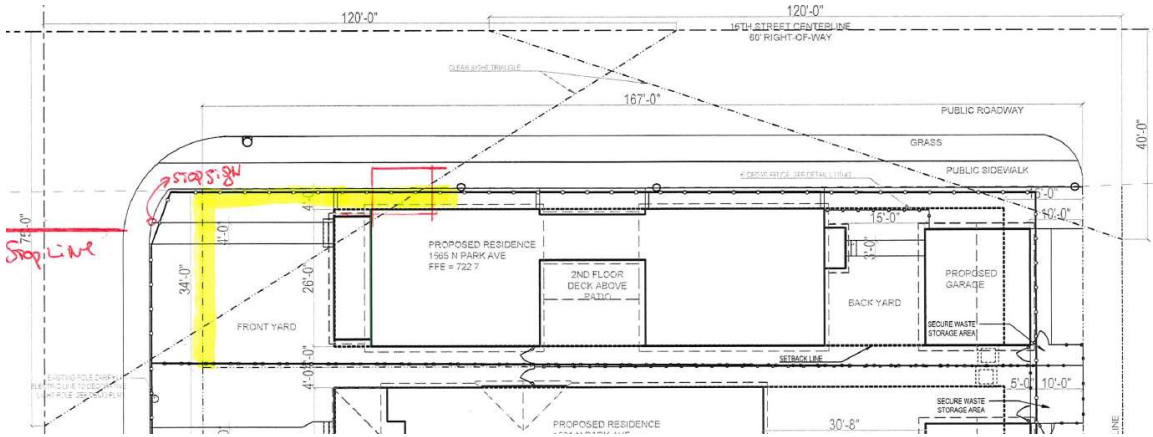 120'-0"
120'-0"
16TH STREET CENTERLINE
60' RIGHT-OF-WAY
CLEAR SIGHT TRIANGLE
167'-0"
PUBLIC ROADWAY
GRASS
PUBLIC SIDEWALK
40'-0"
Stop Sign
75'-0"
Stop Line
4'-0"
34'-0"
26'-0"
PROPOSED RESIDENCE
1565 N PARK AVE
FFE = 722.7
2ND FLOOR
DECK ABOVE
PATIO
15'-0"
3'-0"
10'-0"
PROPOSED
GARAGE
BACK YARD
FRONT YARD
SECURE WASTE
STORAGE AREA
SETBACK LINE
4'-0"
5'-0"
10'-0"
SECURE WASTE
STORAGE AREA
PROPOSED RESIDENCE
30'-8"
LINE